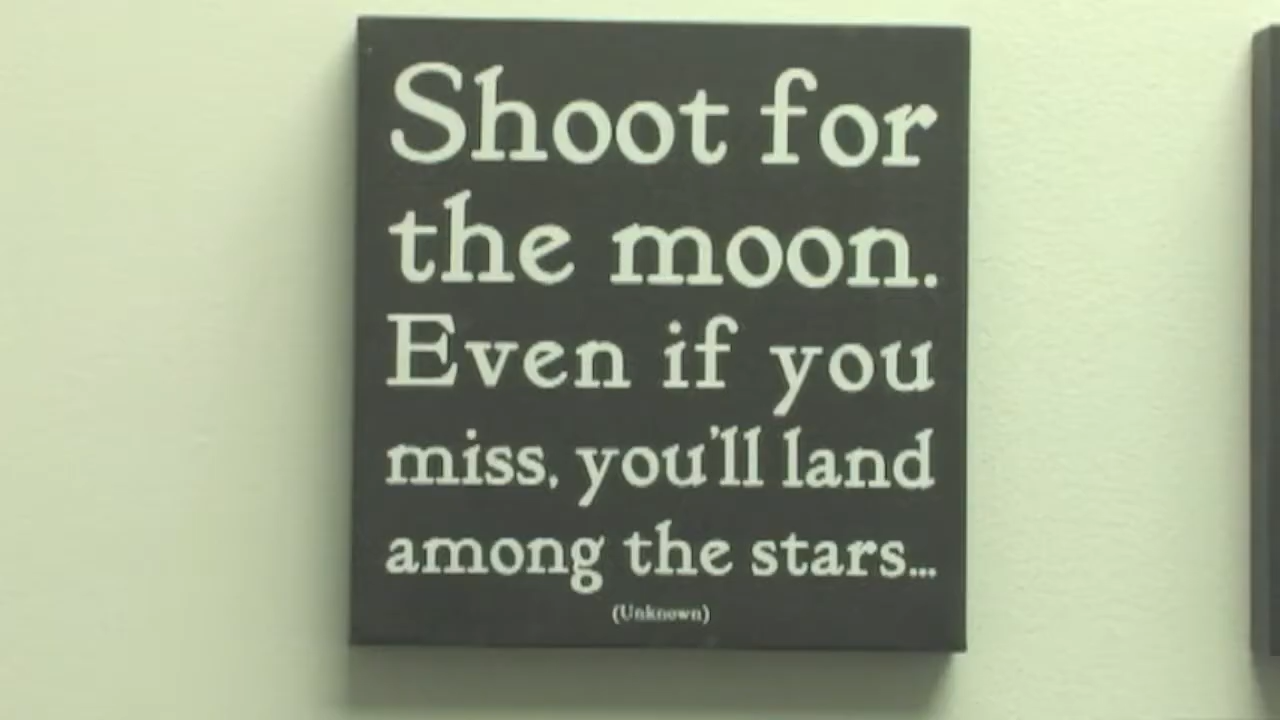 Shoot for
the moon.
Even if you
miss, you'll land
among the stars...
(Unknown)